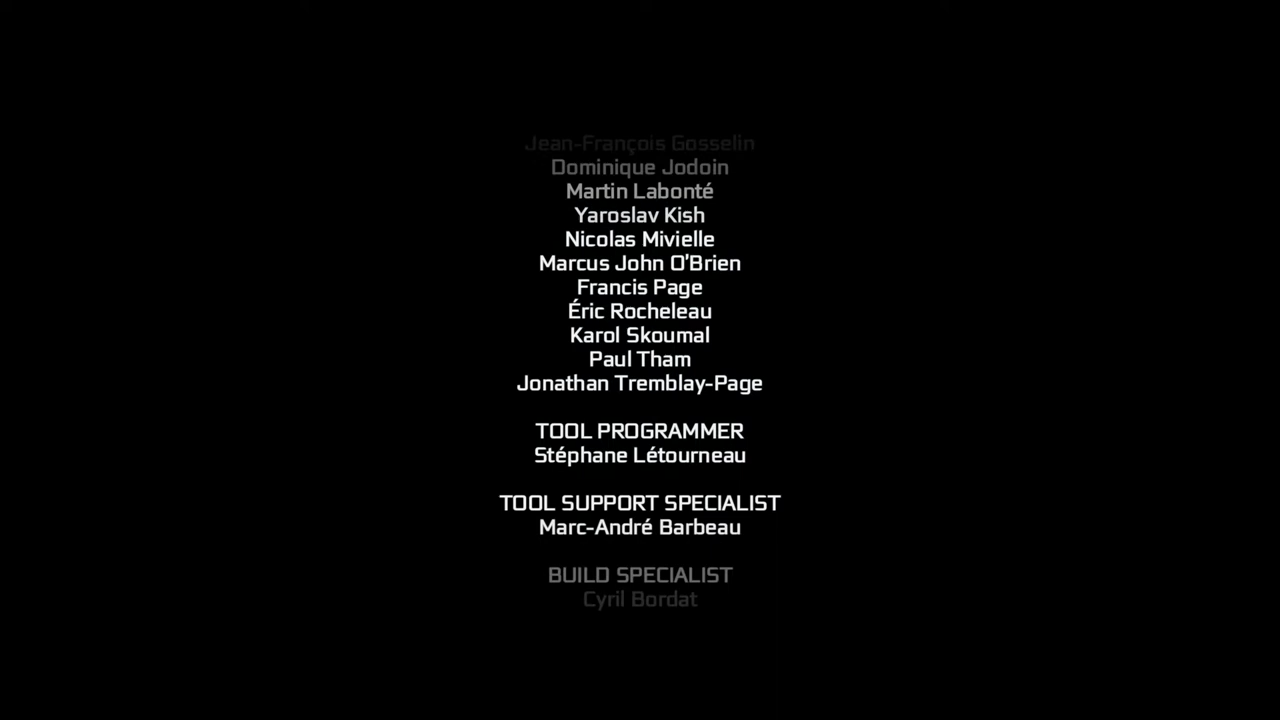 Jean-François Gosselin
Dominique Jodoin
Martin Labonté
Yaroslav Kish
Nicolas Mivielle
Marcus John O'Brien
Francis Page
Éric Rocheleau
Karol Skoumal
Paul Tham
Jonathan Tremblay-Page
TOOL PROGRAMMER
Stéphane Létourneau
TOOL SUPPORT SPECIALIST
Marc-André Barbeau
BUILD SPECIALIST
Cyril Bordat